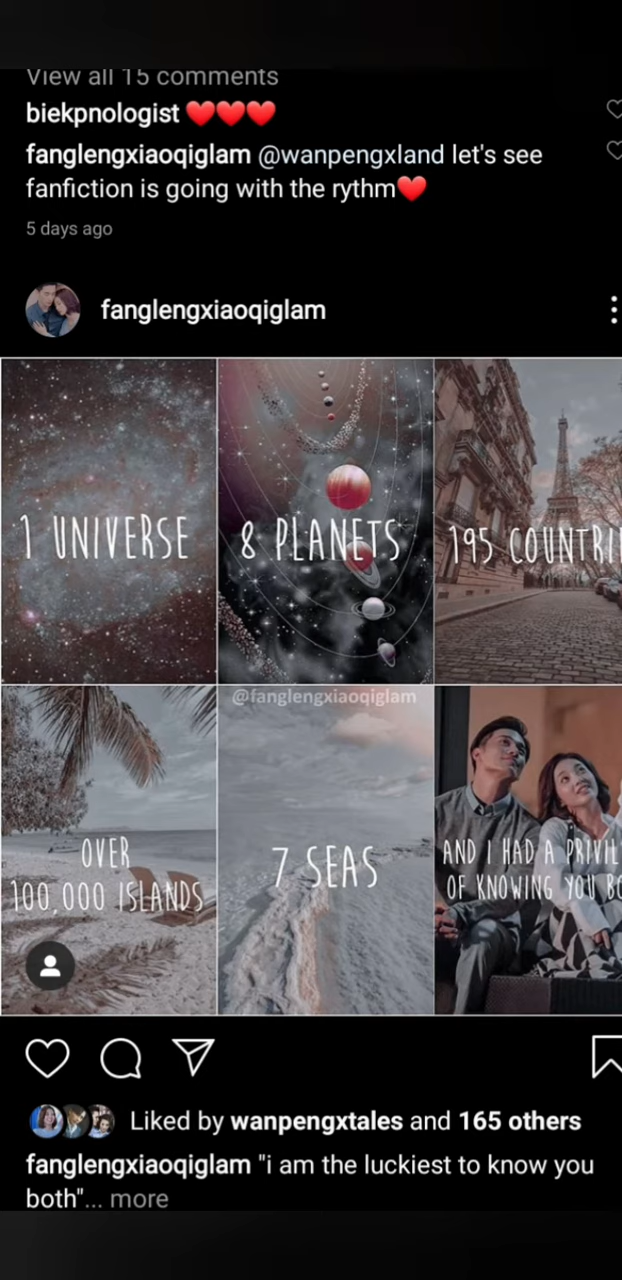 View all 15 comments
biekpnologist ❤️❤️❤️
fanglengxiaoqiglam @wanpengxland let's see
fanfiction is going with the rythm❤️
5 days ago
fanglengxiaoqiglam
1 UNIVERSE
8 PLANETS
195 COUNTRI
@fanglengxiaoqiglam
OVER
100,000 ISLANDS
7 SEAS
AND I HAD A PRIVIL
OF KNOWING YOU BO
Liked by wanpengxtales and 165 others
fanglengxiaoqiglam "i am the luckiest to know you
both"... more